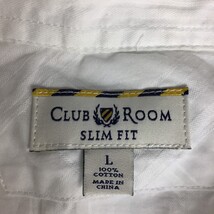 CLUB ROOM
SLIM FIT
L
100%
COTTON
MADE IN
CHINA